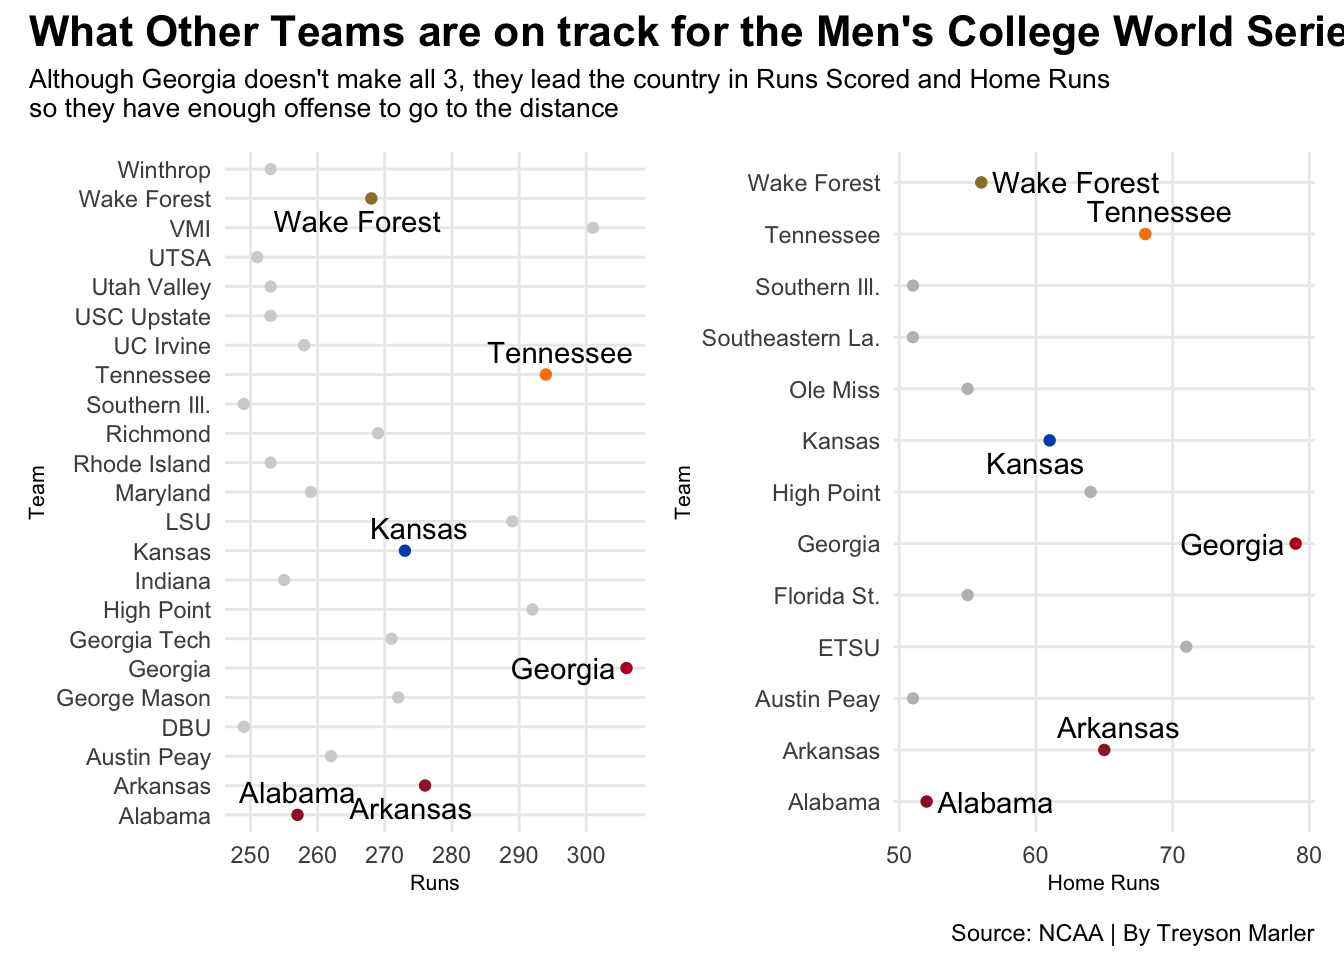 What Other Teams are on track for the Men's College World Serie
Although Georgia doesn't make all 3, they lead the country in Runs Scored and Home Runs
so they have enough offense to go to the distance
Team
Winthrop
Wake Forest
VMI
UTSA
Utah Valley
USC Upstate
UC Irvine
Tennessee
Southern Ill.
Richmond
Rhode Island
Maryland
LSU
Kansas
Indiana
High Point
Georgia Tech
Georgia
George Mason
DBU
Austin Peay
Arkansas
Alabama
Wake Forest
Tennessee
Kansas
Georgia
Alabama
Arkansas
250 260 270 280 290 300
Runs
Team
Wake Forest
Tennessee
Southern Ill.
Southeastern La.
Ole Miss
Kansas
High Point
Georgia
Florida St.
ETSU
Austin Peay
Arkansas
Alabama
Wake Forest
Tennessee
Kansas
Georgia
Arkansas
Alabama
50 60 70 80
Home Runs
Source: NCAA | By Treyson Marler